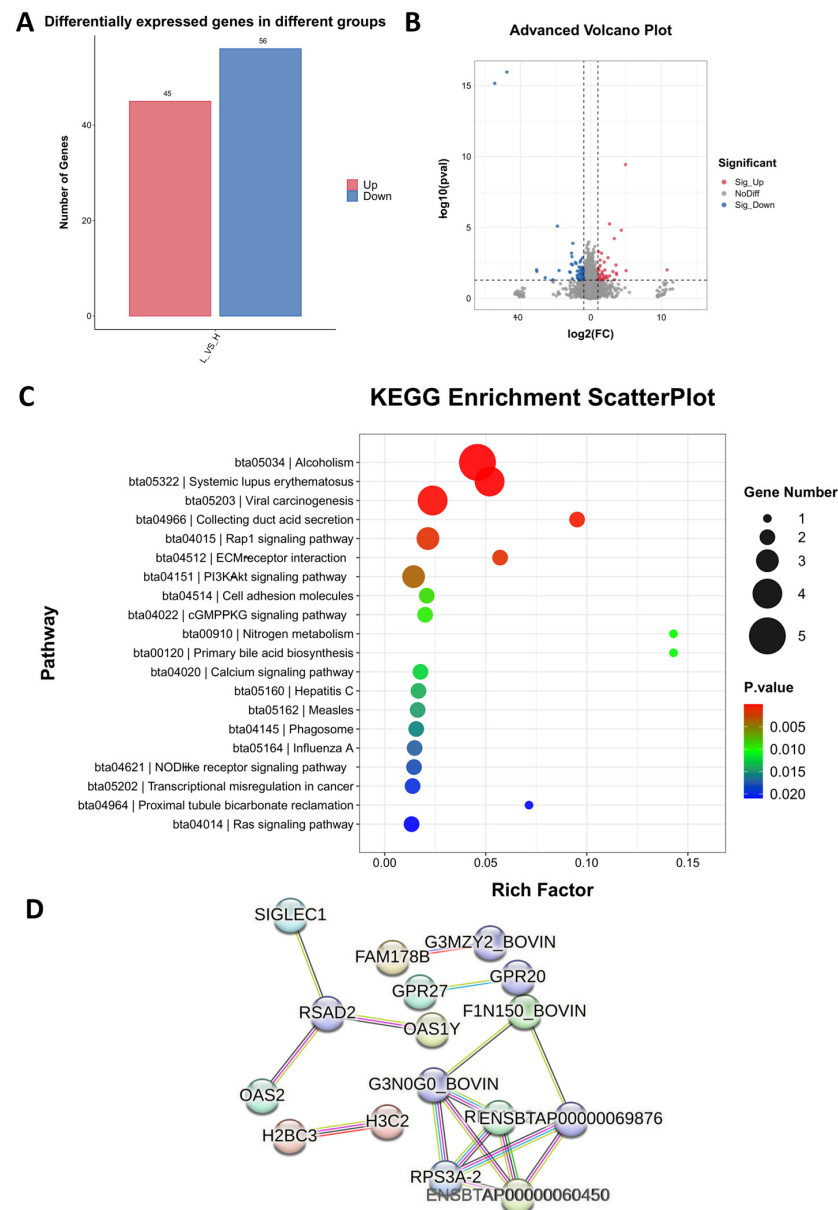 A
Differentially expressed genes in different groups
56
45
40
20
0
Number of Genes
L_VS_H
Up
Down
B
Advanced Volcano Plot
15
10
5
0
-log10(pval)
-10
0
10
log2(FC)
Significant
Sig_Up
NoDiff
Sig_Down
C
KEGG Enrichment ScatterPlot
Pathway
bta05034 | Alcoholism
bta05322 | Systemic lupus erythematosus
bta05203 | Viral carcinogenesis
bta04966 | Collecting duct acid secretion
bta04015 | Rap1 signaling pathway
bta04512 | ECM-receptor interaction
bta04151 | PI3K-Akt signaling pathway
bta04514 | Cell adhesion molecules
bta04022 | cGMPPKG signaling pathway
bta00910 | Nitrogen metabolism
bta00120 | Primary bile acid biosynthesis
bta04020 | Calcium signaling pathway
bta05160 | Hepatitis C
bta05162 | Measles
bta04145 | Phagosome
bta05164 | Influenza A
bta04621 | NOD-like receptor signaling pathway
bta05202 | Transcriptional misregulation in cancer
bta04964 | Proximal tubule bicarbonate reclamation
bta04014 | Ras signaling pathway
0.00
0.05
0.10
0.15
Rich Factor
Gene Number
1
2
3
4
5
P.value
0.005
0.010
0.015
0.020
D
SIGLEC1
G3MZY2_BOVIN
FAM178B
GPR20
GPR27
RSAD2
F1N150_BOVIN
OAS1Y
G3N0G0_BOVIN
OAS2
ENSBTAP00000069876
H3C2
H2BC3
RPS3A-2
ENSBTAP00000060450